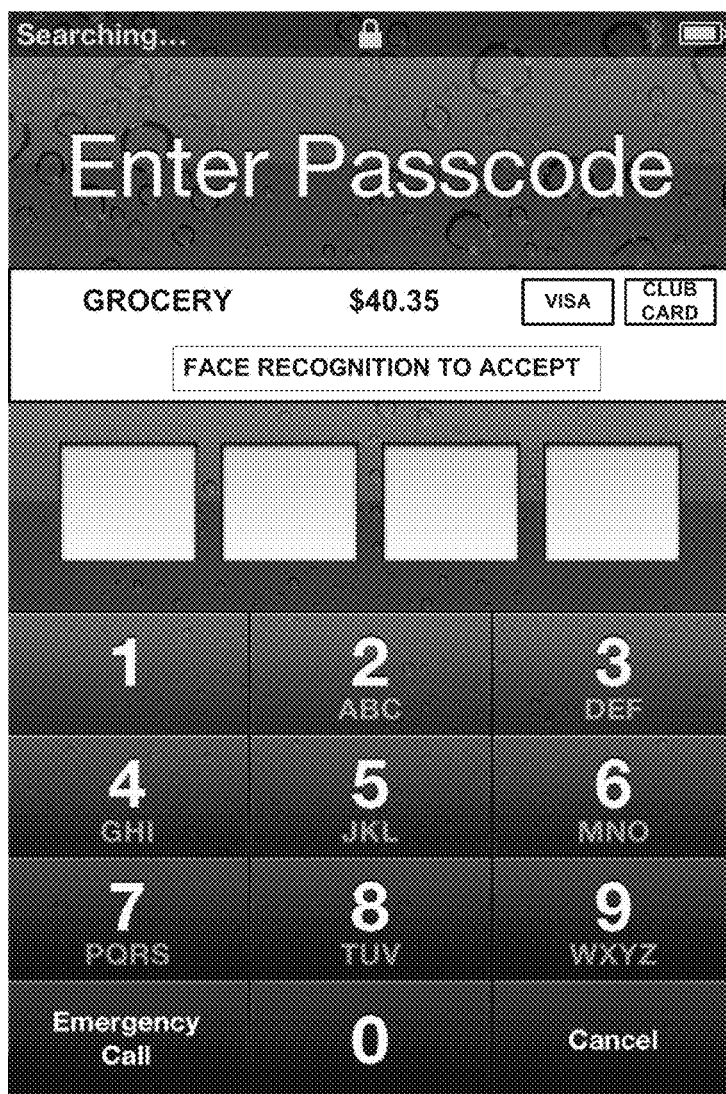 Searching...
Enter Passcode
GROCERY $40.35 VISA CLUB CARD
FACE RECOGNITION TO ACCEPT
1 2 3
ABC DEF
4 5 6
GHI JKL MNO
7 8 9
PQRS TUV WXYZ
Emergency Call 0 Cancel